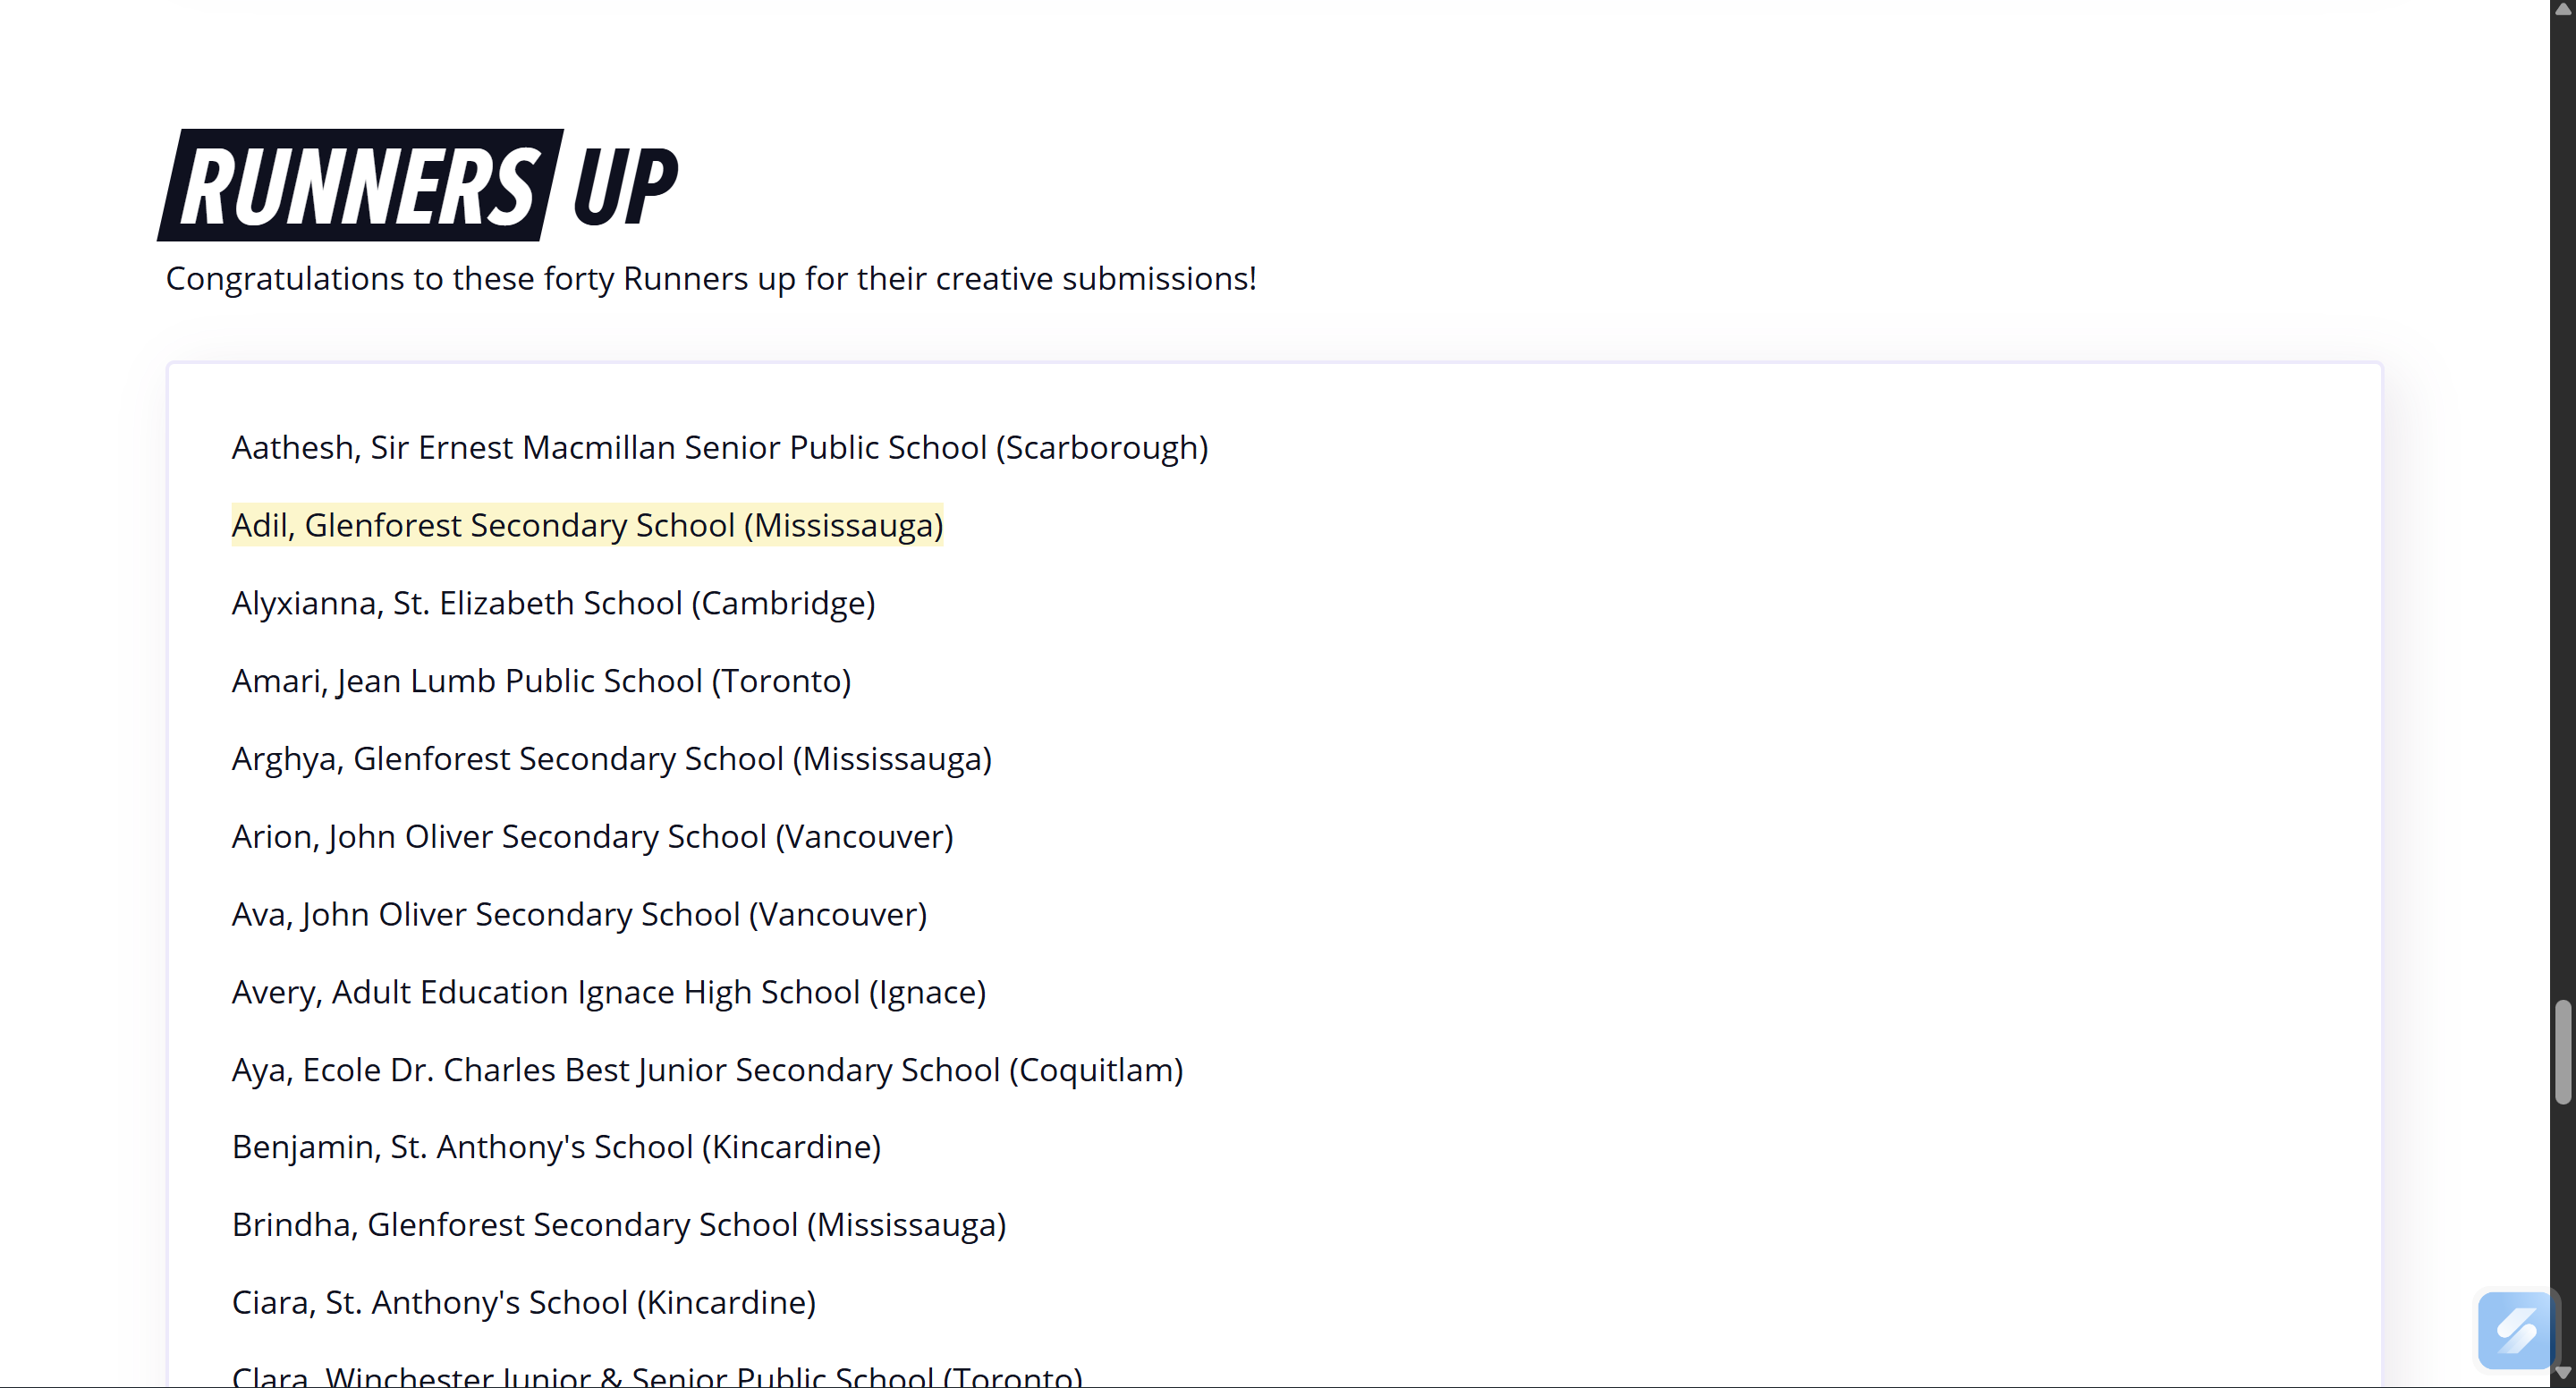 RUNNERS UP
Congratulations to these forty Runners up for their creative submissions!
Aathesh, Sir Ernest Macmillan Senior Public School (Scarborough)
Adil, Glenforest Secondary School (Mississauga)
Alyxianna, St. Elizabeth School (Cambridge)
Amari, Jean Lumb Public School (Toronto)
Arghya, Glenforest Secondary School (Mississauga)
Arion, John Oliver Secondary School (Vancouver)
Ava, John Oliver Secondary School (Vancouver)
Avery, Adult Education Ignace High School (Ignace)
Aya, Ecole Dr. Charles Best Junior Secondary School (Coquitlam)
Benjamin, St. Anthony's School (Kincardine)
Brindha, Glenforest Secondary School (Mississauga)
Ciara, St. Anthony's School (Kincardine)
Clara, Winchester Junior & Senior Public School (Toronto)